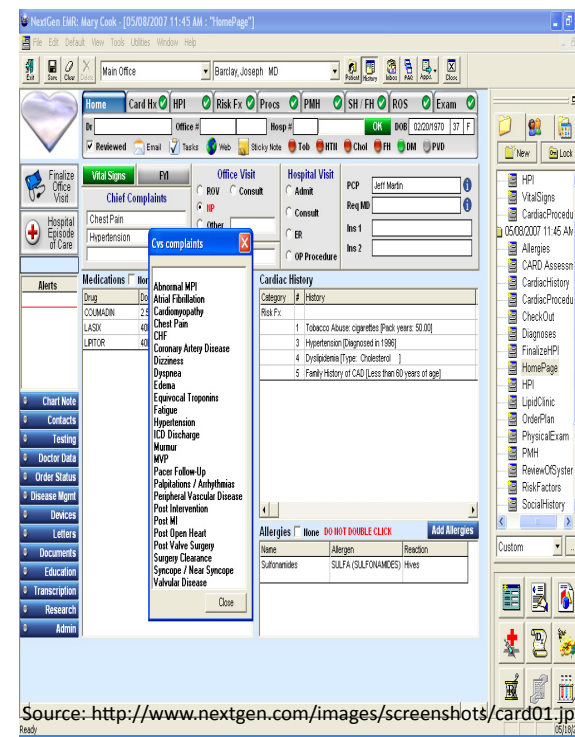 NextGen EMR: Mary Cook - [05/08/2007 11:45 AM : "HomePage"]
File Edit Default View Tools Utilities Window Help
Main Office Barclay, Joseph MD
Exit Save Clear Delete Patient History Inbox PAQ Appts. Close
Home Card Hx HPI Risk Fx Procs PMH SH / FH ROS Exam
Dr Office # Hosp # OK DOB 02/20/1970 37 F
Reviewed Email Tasks Web Sticky Note Tob HTN Chol FH DM PVD
Finalize
Office
Visit
Hospital
Episode
of Care
Alerts
Chart Note
Contacts
Testing
Doctor Data
Order Status
Disease Mgmt
Devices
Letters
Documents
Education
Transcription
Research
Admin
Vital Signs FYI
Chief Complaints
Chest Pain
Hypertension
Office Visit
ROV Consult
NP
Other
Hospital Visit
Admit
Consult
ER
OP Procedure
PCP Jeff Martin
Req MD
Ins 1
Ins 2
Medications
Drug
COUMADIN 2.5
LASIX
LIPITOR
Cvs complaints
Abnormal MPI
Atrial Fibrillation
Cardiomyopathy
Chest Pain
CHF
Coronary Artery Disease
Dizziness
Dyspnea
Edema
Equivocal Troponins
Fatigue
Hypertension
ICD Discharge
Murmur
MVP
Pacer Follow-Up
Palpitations / Arrhythmias
Peripheral Vascular Disease
Post Intervention
Post MI
Post Open Heart
Post Valve Surgery
Surgery Clearance
Syncope / Near Syncope
Valvular Disease
Close
Cardiac History
Category # History
Risk Fx
1 Tobacco Abuse: cigarettes [Pack years: 50.00]
3 Hypertension [Diagnosed in 1996]
4 Dyslipidemia [Type: Cholesterol ]
5 Family History of CAD [Less than 60 years of age]
Allergies None DO NOT DOUBLE CLICK Add Allergies
Name Allergen Reaction
Sulfonamides SULFA (SULFONAMIDES) Hives
New Lock
HPI
VitalSigns
CardiacProcedu
05/08/2007 11:45 AM
Allergies
CARD Assessm
CardiacHistory
CardiacProcedu
CheckOut
Diagnoses
FinalizeHPI
HomePage
HPI
LipidClinic
OrderPlan
PhysicalExam
PMH
ReviewOfSyster
RiskFactors
SocialHistory
Custom
Source: http://www.nextgen.com/images/screenshots/card01.jp
Ready